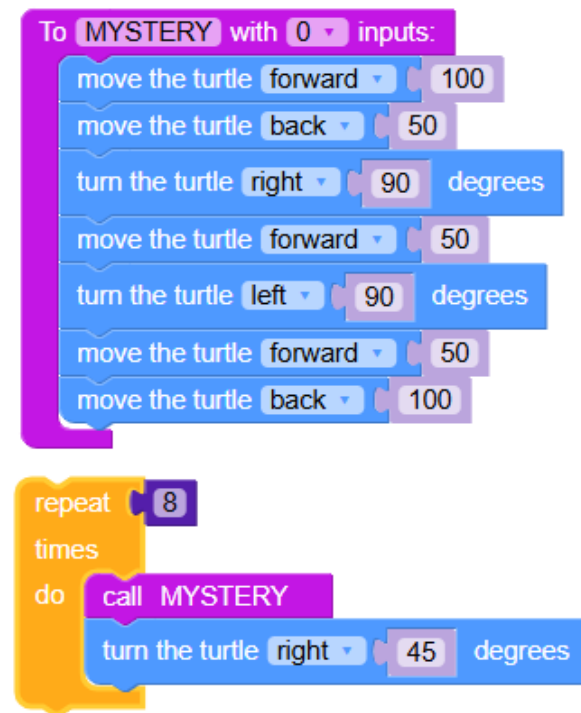 To MYSTERY with 0 inputs:
move the turtle forward 100
move the turtle back 50
turn the turtle right 90 degrees
move the turtle forward 50
turn the turtle left 90 degrees
move the turtle forward 50
move the turtle back 100
repeat 8
times
do call MYSTERY
turn the turtle right 45 degrees